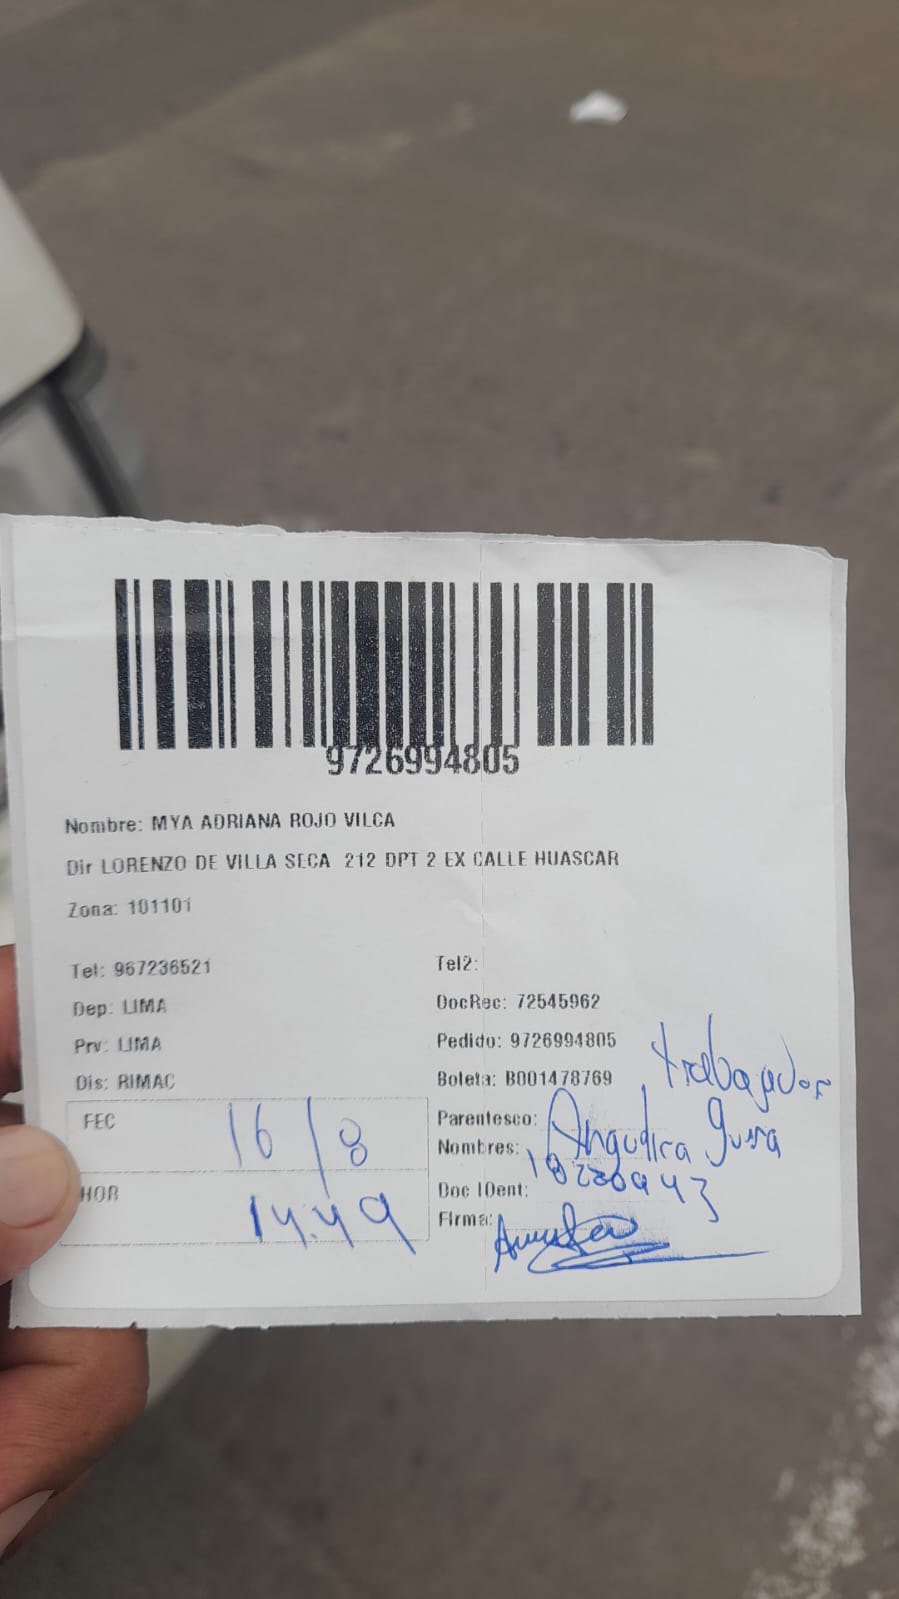 9726994805
Nombre: MYA ADRIANA ROJO VILCA
Dir LORENZO DE VILLA SECA 212 DPT 2 EX CALLE HUASCAR
Zona: 101101
Tel: 967236521
Tel2:
Dep: LIMA
DocRec: 72545962
Prv: LIMA
Pedido: 9726994805
Dis: RIMAC
Boleta: B001478769
trabajador
FEC 16/8
Parentesco:
Nombres:
HOR 14.49
Doc IDent:
Firma: